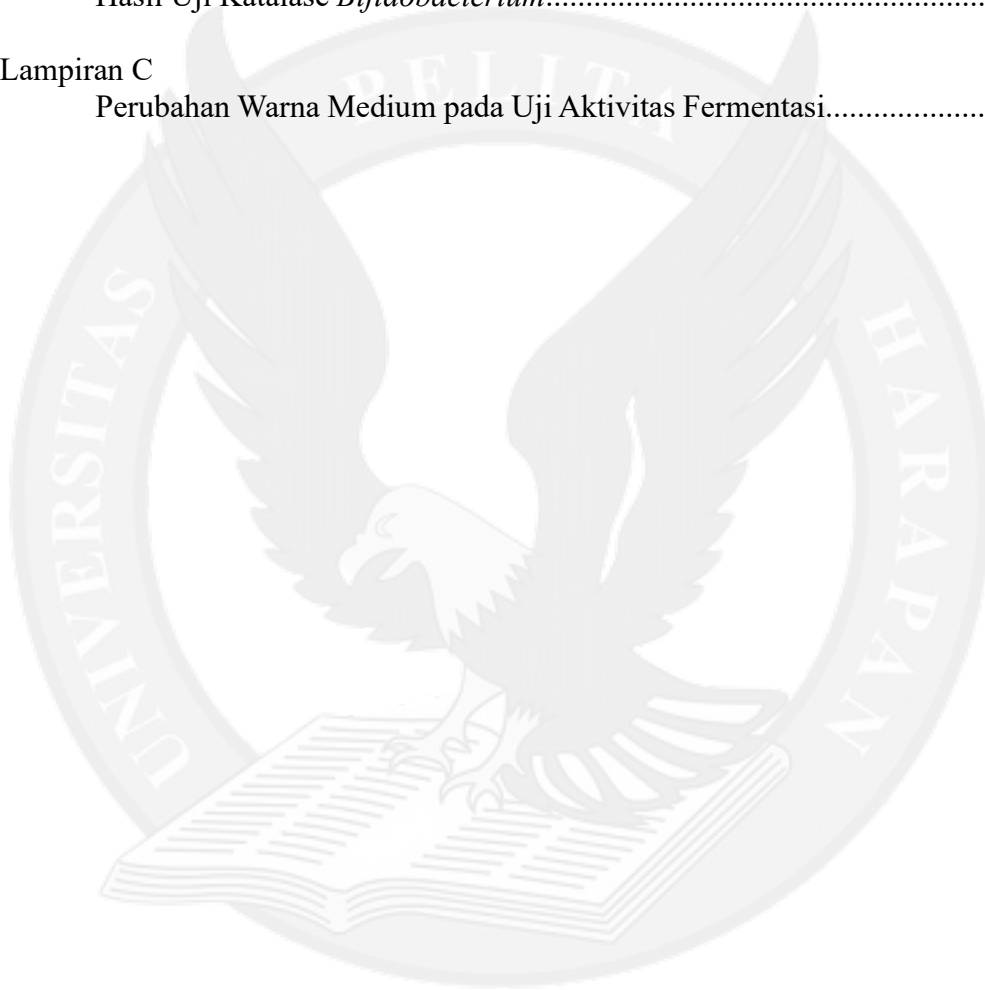 Hasil Uji Katalase Bifidobacterium............................................................
Lampiran C
Perubahan Warna Medium pada Uji Aktivitas Fermentasi....................
UNIVERSITAS PELITA HARAPAN